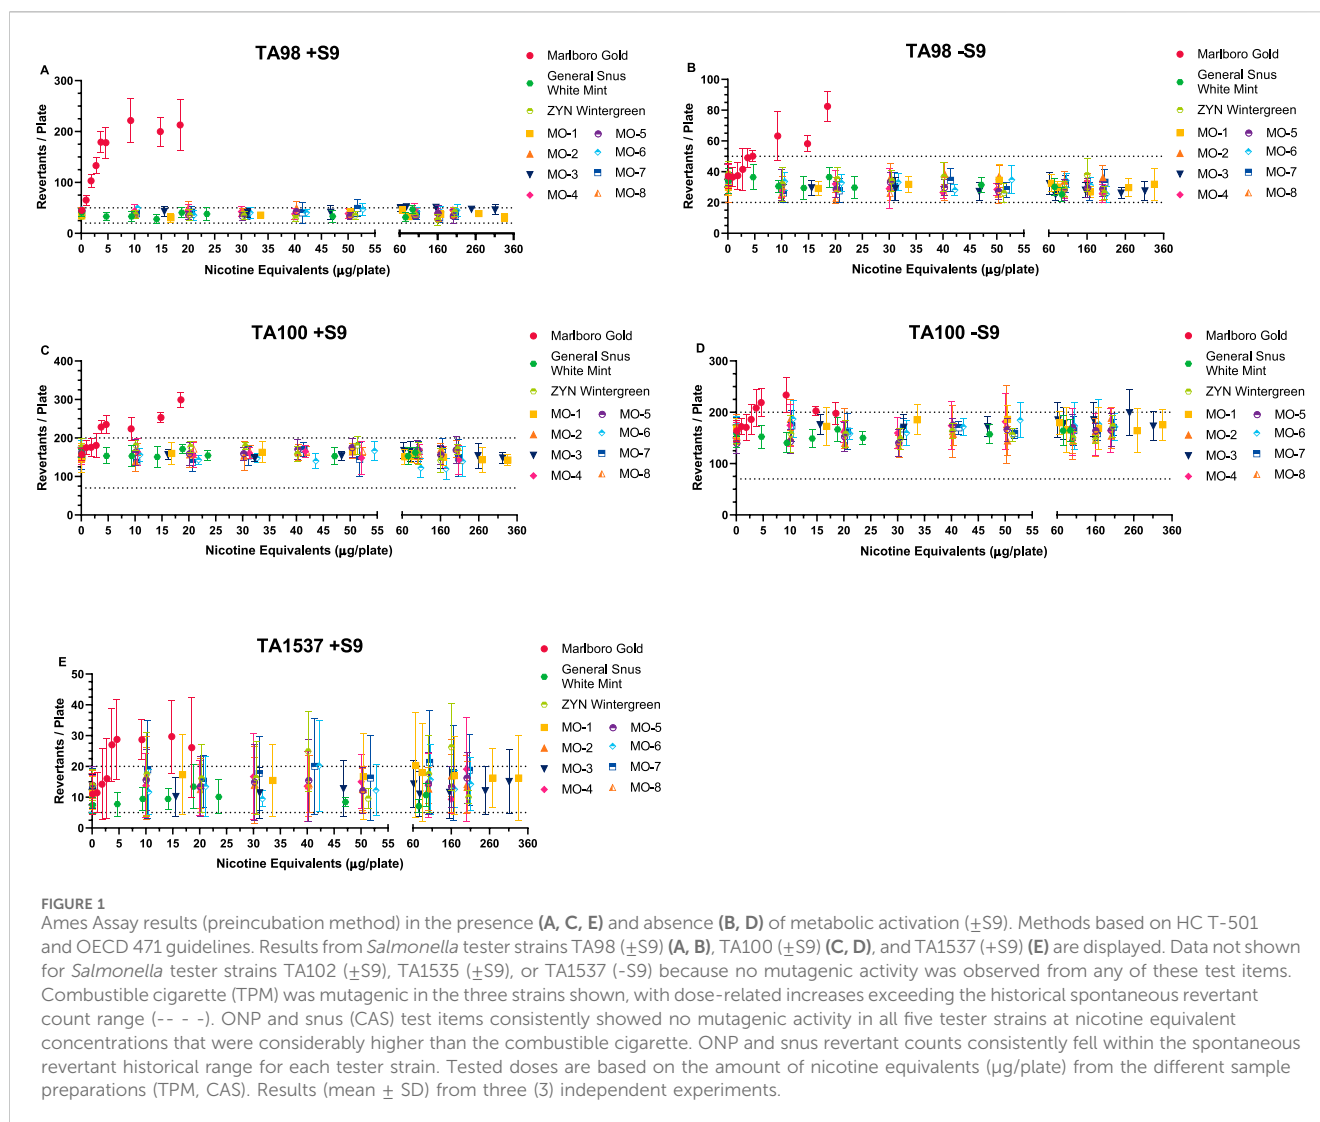 TA98 +S9
A
Revertants / Plate
300
200
100
50
0
0 5 10 15 20 25 30 35 40 45 50 55 60 160 260 360
Nicotine Equivalents (µg/plate)
Marlboro Gold
General Snus
White Mint
ZYN Wintergreen
MO-1 MO-5
MO-2 MO-6
MO-3 MO-7
MO-4 MO-8
TA98 -S9
B
Revertants / Plate
100
80
60
40
20
0
0 5 10 15 20 25 30 35 40 45 50 55 60 160 260 360
Nicotine Equivalents (µg/plate)
Marlboro Gold
General Snus
White Mint
ZYN Wintergreen
MO-1 MO-5
MO-2 MO-6
MO-3 MO-7
MO-4 MO-8
TA100 +S9
C
Revertants / Plate
400
300
200
150
100
0
0 5 10 15 20 25 30 35 40 45 50 55 60 160 260 360
Nicotine Equivalents (µg/plate)
Marlboro Gold
General Snus
White Mint
ZYN Wintergreen
MO-1 MO-5
MO-2 MO-6
MO-3 MO-7
MO-4 MO-8
TA100 -S9
D
Revertants / Plate
300
200
150
100
0
0 5 10 15 20 25 30 35 40 45 50 55 60 160 260 360
Nicotine Equivalents (µg/plate)
Marlboro Gold
General Snus
White Mint
ZYN Wintergreen
MO-1 MO-5
MO-2 MO-6
MO-3 MO-7
MO-4 MO-8
TA1537 +S9
E
Revertants / Plate
50
40
30
20
10
0
0 5 10 15 20 25 30 35 40 45 50 55 60 160 260 360
Nicotine Equivalents (µg/plate)
Marlboro Gold
General Snus
White Mint
ZYN Wintergreen
MO-1 MO-5
MO-2 MO-6
MO-3 MO-7
MO-4 MO-8
FIGURE 1
Ames Assay results (preincubation method) in the presence (A, C, E) and absence (B, D) of metabolic activation (±S9). Methods based on HC T-501
and OECD 471 guidelines. Results from Salmonella tester strains TA98 (±S9) (A, B), TA100 (±S9) (C, D), and TA1537 (+S9) (E) are displayed. Data not shown
for Salmonella tester strains TA102 (±S9), TA1535 (±S9), or TA1537 (-S9) because no mutagenic activity was observed from any of these test items.
Combustible cigarette (TPM) was mutagenic in the three strains shown, with dose-related increases exceeding the historical spontaneous revertant
count range (-- - -). ONP and snus (CAS) test items consistently showed no mutagenic activity in all five tester strains at nicotine equivalent
concentrations that were considerably higher than the combustible cigarette. ONP and snus revertant counts consistently fell within the spontaneous
revertant historical range for each tester strain. Tested doses are based on the amount of nicotine equivalents (µg/plate) from the different sample
preparations (TPM, CAS). Results (mean ± SD) from three (3) independent experiments.